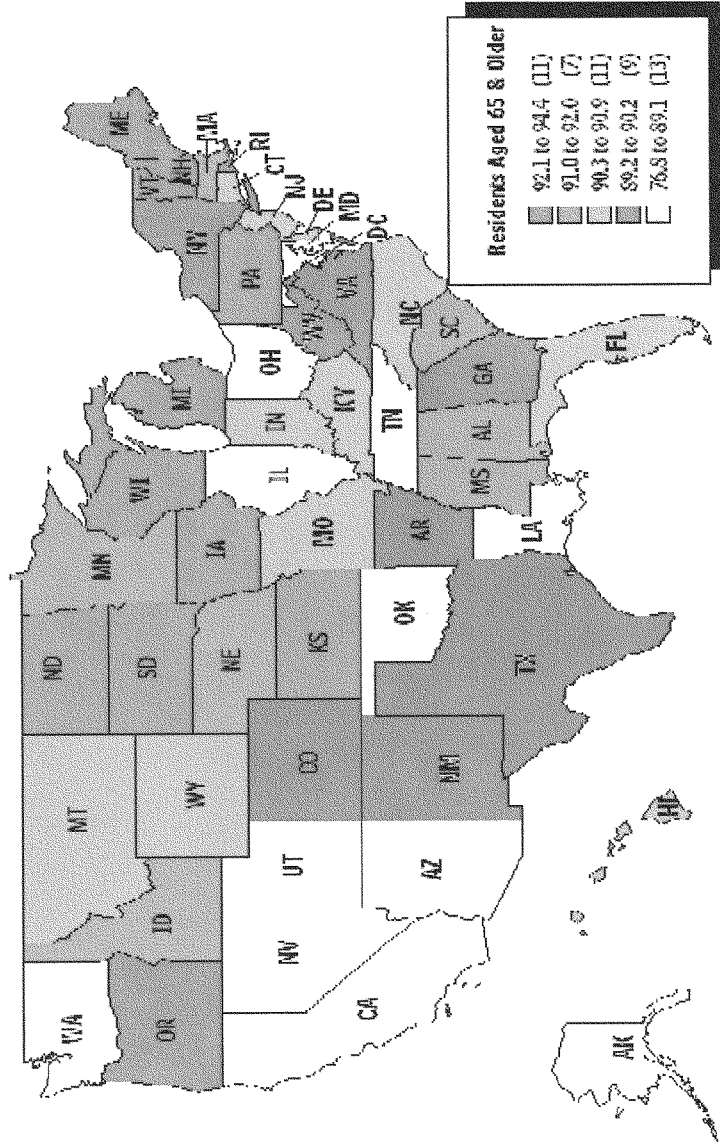 WA
OR
CA
AK
NV
ID
UT
AZ
MT
WY
CO
NM
HI
ND
SD
NE
KS
OK
TX
MN
IA
MO
AR
LA
WI
IL
MS
MI
IN
KY
TN
AL
OH
WV
GA
FL
PA
VA
NC
SC
NY
VT
NH
ME
MA
RI
CT
NJ
DE
MD
DC
Residents Aged 65 & Older
92.1 to 94.4 (11)
91.0 to 92.0 (7)
90.3 to 90.9 (11)
89.2 to 90.2 (9)
76.8 to 89.1 (13)